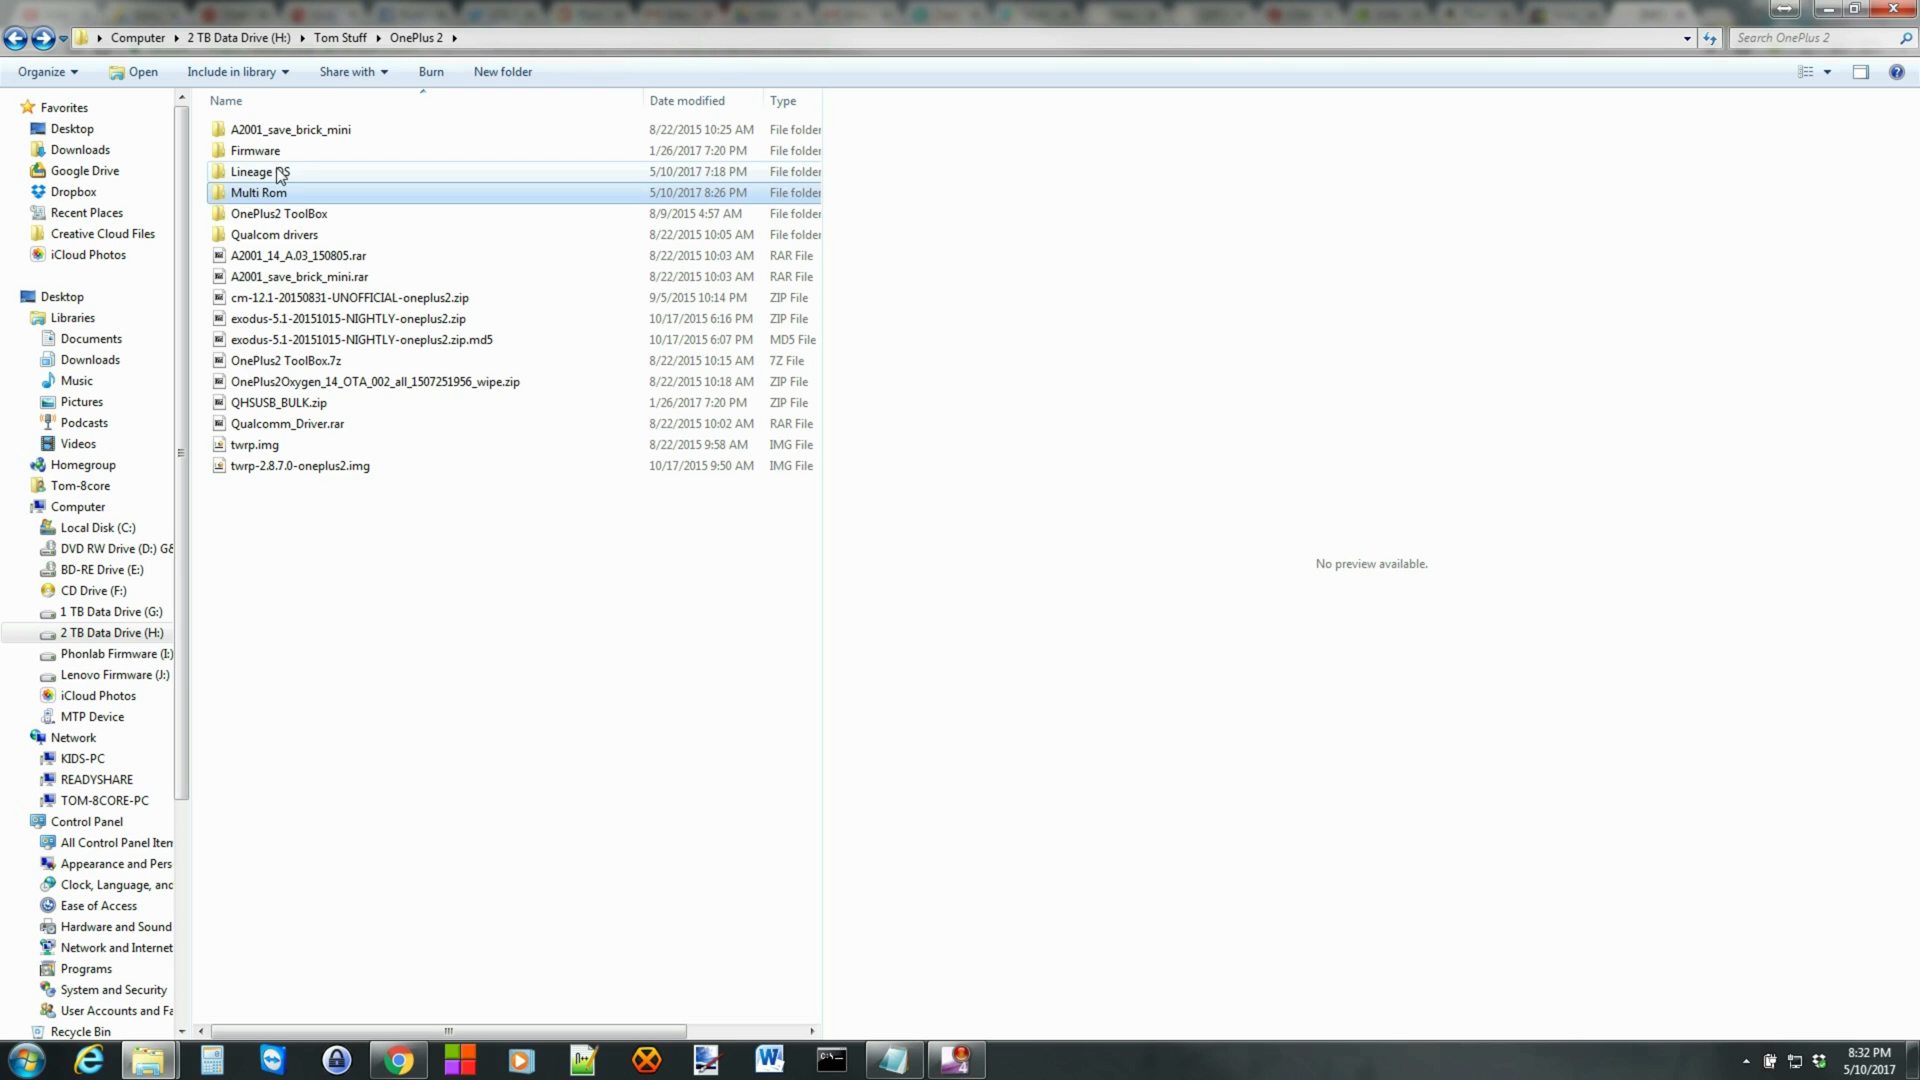 Computer 2 TB Data Drive (H:) Tom Stuff OnePlus 2
Search OnePlus 2
Organize Open Include in library Share with Burn New folder
Name Date modified Type
A2001_save_brick_mini 8/22/2015 10:25 AM File folder
Firmware 1/26/2017 7:20 PM File folder
Lineage OS 5/10/2017 7:18 PM File folder
Multi Rom 5/10/2017 8:26 PM File folder
OnePlus2 ToolBox 8/9/2015 4:57 AM File folder
Qualcom drivers 8/22/2015 10:05 AM File folder
A2001_14_A.03_150805.rar 8/22/2015 10:03 AM RAR File
A2001_save_brick_mini.rar 8/22/2015 10:03 AM RAR File
cm-12.1-20150831-UNOFFICIAL-oneplus2.zip 9/5/2015 10:14 PM ZIP File
exodus-5.1-20151015-NIGHTLY-oneplus2.zip 10/17/2015 6:16 PM ZIP File
exodus-5.1-20151015-NIGHTLY-oneplus2.zip.md5 10/17/2015 6:07 PM MD5 File
OnePlus2 ToolBox.7z 8/22/2015 10:15 AM 7Z File
OnePlus2Oxygen_14_OTA_002_all_1507251956_wipe.zip 8/22/2015 10:18 AM ZIP File
QHSUSB_BULK.zip 1/26/2017 7:20 PM ZIP File
Qualcomm_Driver.rar 8/22/2015 10:02 AM RAR File
twrp.img 8/22/2015 9:58 AM IMG File
twrp-2.8.7.0-oneplus2.img 10/17/2015 9:50 AM IMG File
Favorites
Desktop
Downloads
Google Drive
Dropbox
Recent Places
Creative Cloud Files
iCloud Photos
Desktop
Libraries
Documents
Downloads
Music
Pictures
Podcasts
Videos
Homegroup
Tom-8core
Computer
Local Disk (C:)
DVD RW Drive (D:) G&
BD-RE Drive (E:)
CD Drive (F:)
1 TB Data Drive (G:)
2 TB Data Drive (H:)
Phonlab Firmware (I:)
Lenovo Firmware (J:)
iCloud Photos
MTP Device
Network
KIDS-PC
READYSHARE
TOM-8CORE-PC
Control Panel
All Control Panel Item
Appearance and Pers
Clock, Language, and
Ease of Access
Hardware and Sound
Network and Internet
Programs
System and Security
User Accounts and Fa
Recycle Bin
No preview available.
8:32 PM
5/10/2017